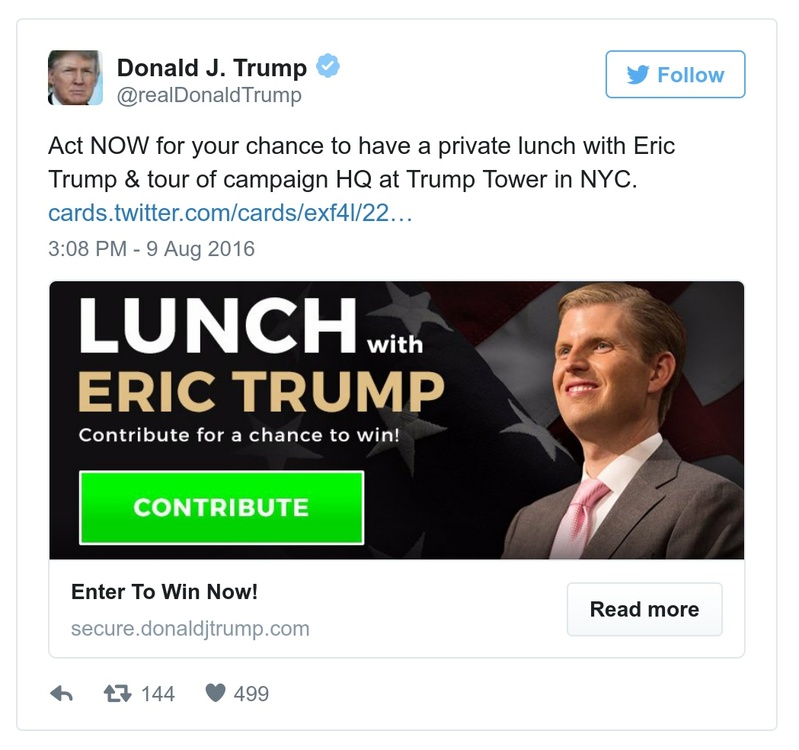 Donald J. Trump
@realDonaldTrump
Follow
Act NOW for your chance to have a private lunch with Eric
Trump & tour of campaign HQ at Trump Tower in NYC.
cards.twitter.com/cards/exf4l/22…
3:08 PM - 9 Aug 2016
LUNCH with
ERIC TRUMP
Contribute for a chance to win!
CONTRIBUTE
Enter To Win Now!
secure.donaldjtrump.com
Read more
144 499